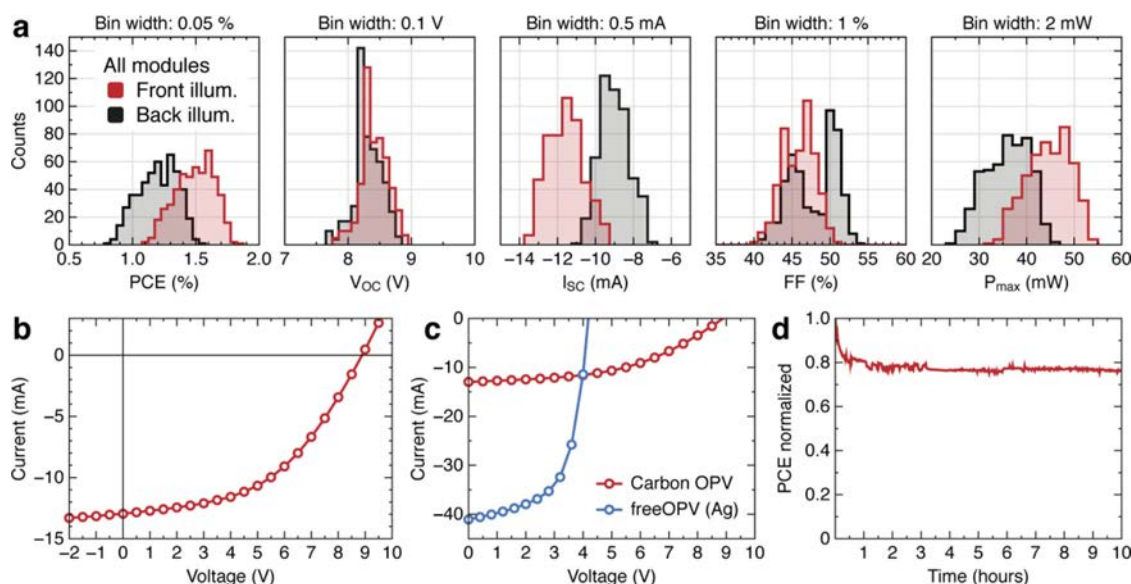 Bin width: 0.05 % Bin width: 0.1 V Bin width: 0.5 mA Bin width: 1 % Bin width: 2 mW
a
140
120
100
80
60
40
20
0
Counts
All modules
Front illum.
Back illum.
0.5 1.0 1.5 2.0 7 8 9 10 −14 −12 −10 −8 −6 35 40 45 50 55 60 20 30 40 50 60
PCE (%) V_OC (V) I_SC (mA) FF (%) P_max (mW)
b
0
−5
−10
−15
Current (mA)
−2 −1 0 1 2 3 4 5 6 7 8 9 10
Voltage (V)
c
0
−10
−20
−30
−40
Current (mA)
Carbon OPV
freeOPV (Ag)
0 1 2 3 4 5 6 7 8 9 10
Voltage (V)
d
1.0
0.8
0.6
0.4
0.2
0
PCE normalized
1 2 3 4 5 6 7 8 9 10
Time (hours)